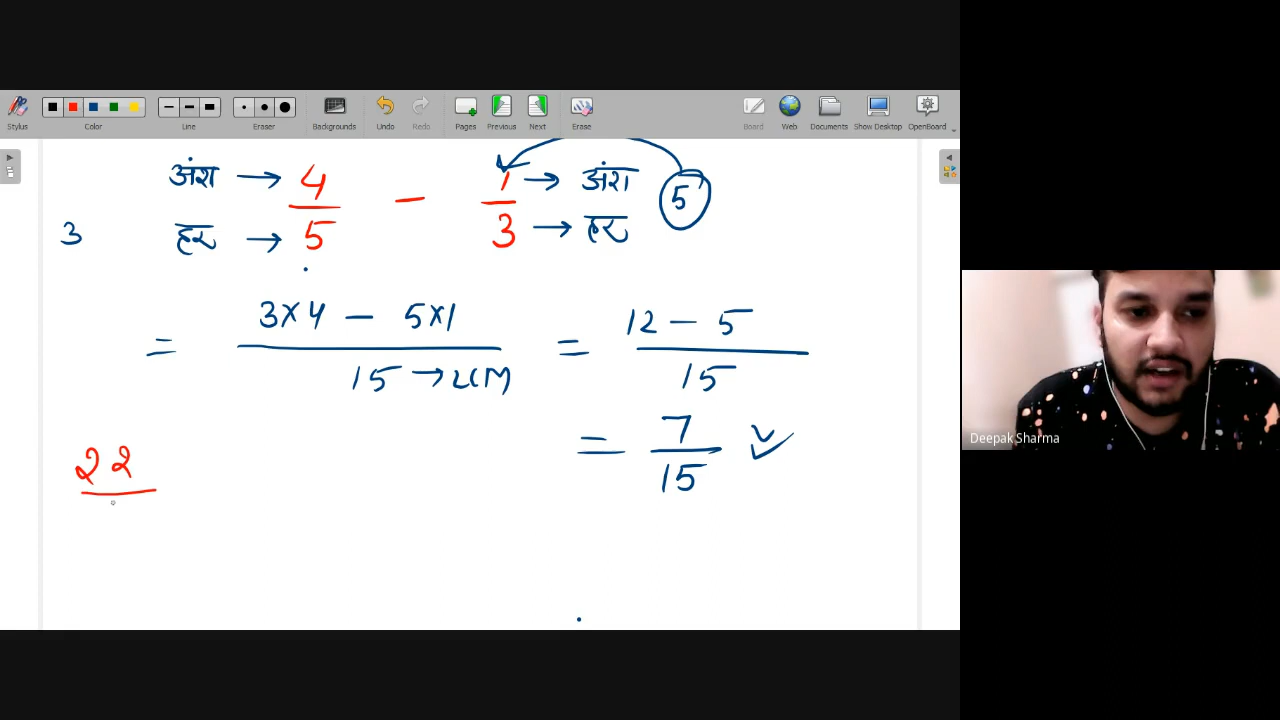 Stylus Color Line Eraser Backgrounds Undo Redo Pages Previous Next Erase Board Web Documents Show Desktop OpenBoard
अंश → 4 - 1 → अंश 5
3 हर → 5 3 → हर
= 3×4 - 5×1 = 12 - 5
15 → LCM 15
= 7
15
22
Deepak Sharma